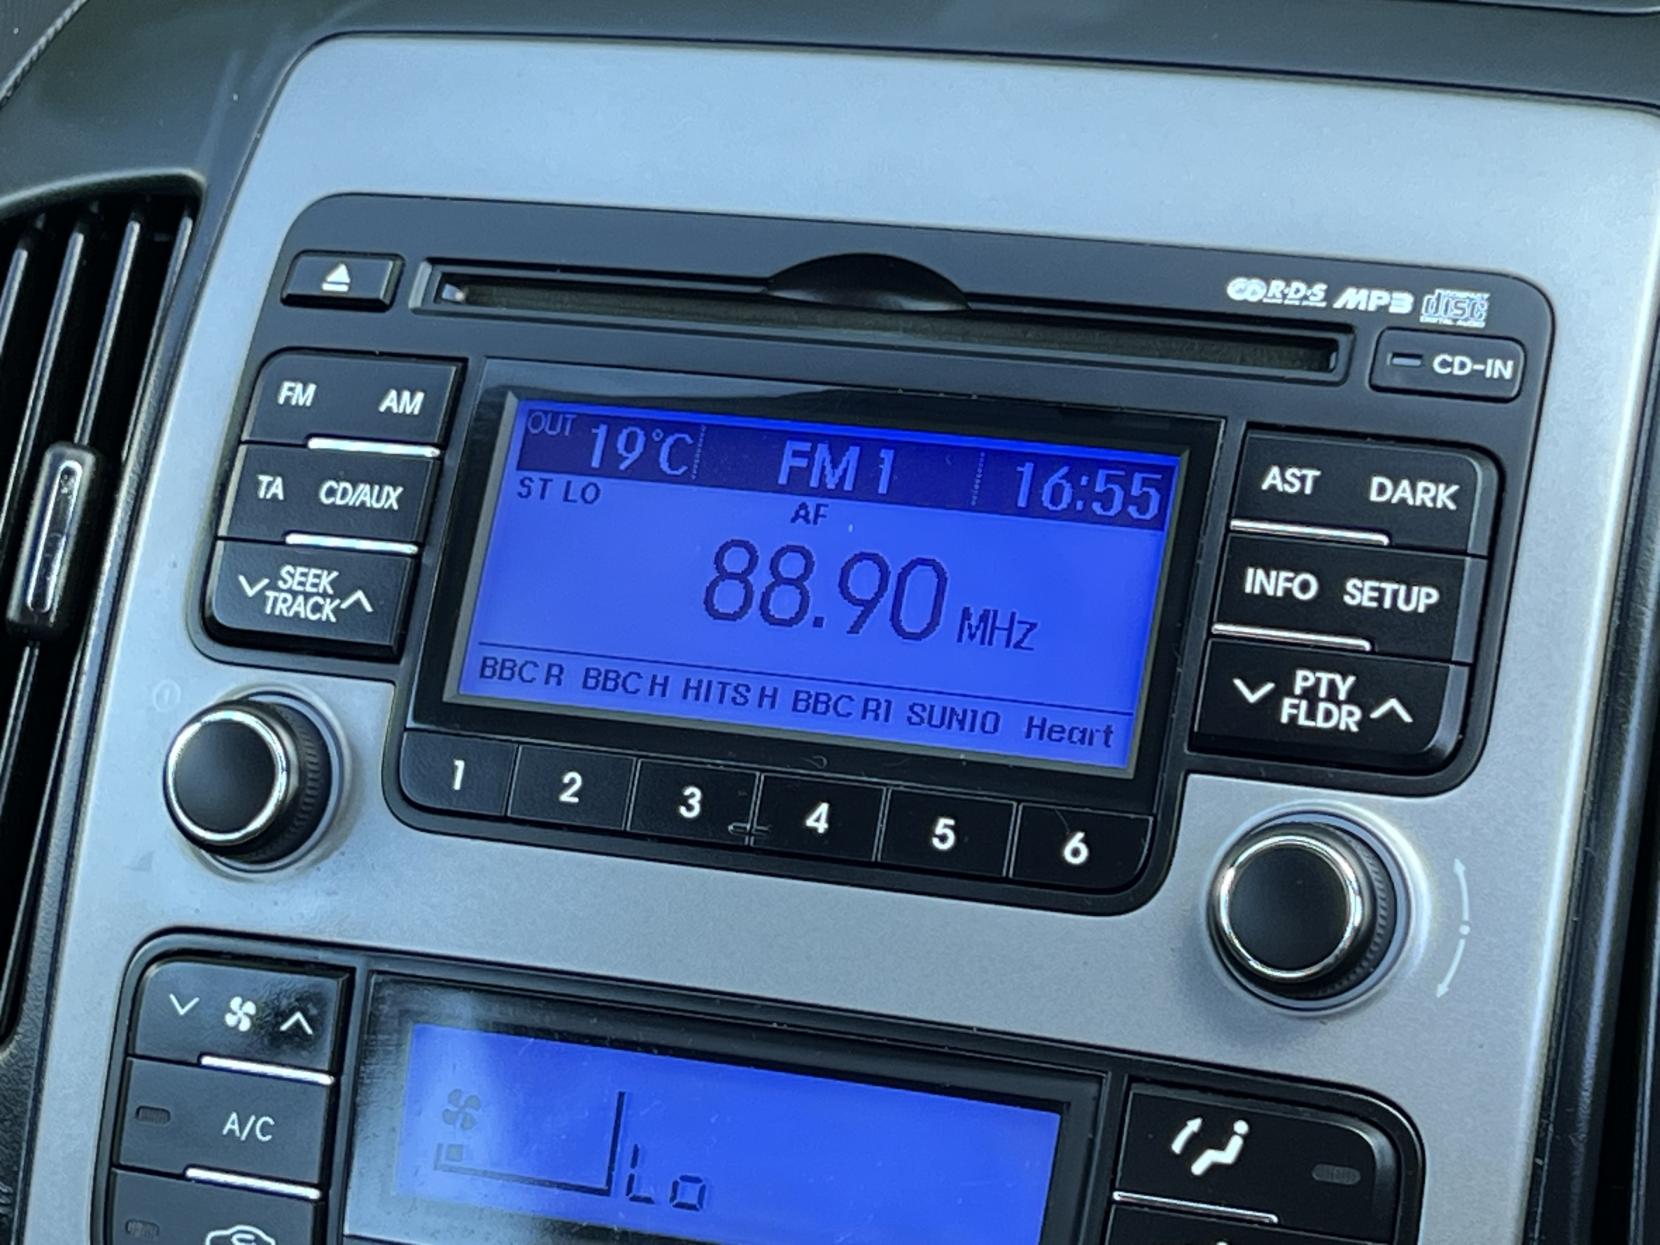 R·D·S MP3 disc
DIGITAL AUDIO
CD-IN
FM AM
TA CD/AUX
SEEK
TRACK
OUT 19°C FM 1 16:55
ST LO AF
88.90 MHz
BBC R BBC H HITS H BBC R1 SUN10 Heart
1 2 3 4 5 6
AST DARK
INFO SETUP
PTY
FLDR
A/C
Lo